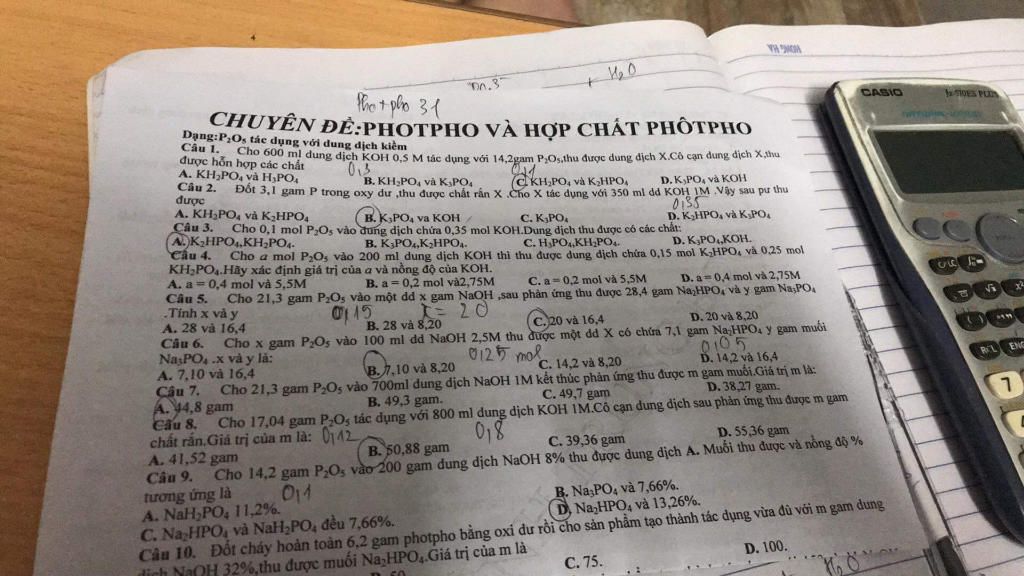 HONG HA
H₂O
+
Pho + pho 31
CHUYÊN ĐỀ:PHOTPHO VÀ HỢP CHẤT PHÔTPHO
Dạng:P₂O₅ tác dụng với dung dịch kiềm
Câu 1. Cho 600 ml dung dịch KOH 0,5 M tác dụng với 14,2gam P₂O₅,thu được dung dịch X.Cô cạn dung dịch X,thu
được hỗn hợp các chất 0,3 0,1
A. KH₂PO₄ và H₃PO₄ B. KH₂PO₄ và K₃PO₄ C. KH₂PO₄ và K₂HPO₄ D. K₃PO₄ và KOH
Câu 2. Đốt 3,1 gam P trong oxy dư ,thu được chất rắn X .Cho X tác dụng với 350 ml dd KOH 1M .Vậy sau pư thu
được 0,35
A. KH₂PO₄ và K₂HPO₄ B. K₃PO₄ va KOH C. K₃PO₄ D. K₂HPO₄ và K₃PO₄
Câu 3. Cho 0,1 mol P₂O₅ vào dung dịch chứa 0,35 mol KOH.Dung dịch thu được có các chất:
A. K₂HPO₄,KH₂PO₄. B. K₃PO₄,K₂HPO₄. C. H₃PO₄,KH₂PO₄. D. K₃PO₄,KOH.
Câu 4. Cho a mol P₂O₅ vào 200 ml dung dịch KOH thì thu được dung dịch chứa 0,15 mol K₂HPO₄ và 0,25 mol
KH₂PO₄.Hãy xác định giá trị của a và nồng độ của KOH.
A. a = 0,4 mol và 5,5M B. a = 0,2 mol và2,75M C. a = 0,2 mol và 5,5M D. a = 0,4 mol và 2,75M
Câu 5. Cho 21,3 gam P₂O₅ vào một dd x gam NaOH ,sau phản ứng thu được 28,4 gam Na₂HPO₄ và y gam Na₃PO₄
.Tính x và y 0,15 x = 20
A. 28 và 16,4 B. 28 và 8,20 C. 20 và 16,4 D. 20 và 8,20
Câu 6. Cho x gam P₂O₅ vào 100 ml dd NaOH 2,5M thu được một dd X có chứa 7,1 gam Na₂HPO₄ y gam muối
Na₃PO₄ .x và y là: 0,25 mol 0,05
A. 7,10 và 16,4 B. 7,10 và 8,20 C. 14,2 và 8,20 D. 14,2 và 16,4
Câu 7. Cho 21,3 gam P₂O₅ vào 700ml dung dịch NaOH 1M kết thúc phản ứng thu được m gam muối.Giá trị m là:
A. 44,8 gam B. 49,3 gam. C. 49,7 gam D. 38,27 gam.
Câu 8. Cho 17,04 gam P₂O₅ tác dụng với 800 ml dung dịch KOH 1M.Cô cạn dung dịch sau phản ứng thu được m gam
chất rắn.Giá trị của m là: 0,12 0,8
A. 41,52 gam B. 50,88 gam C. 39,36 gam D. 55,36 gam
Câu 9. Cho 14,2 gam P₂O₅ vào 200 gam dung dịch NaOH 8% thu được dung dịch A. Muối thu được và nồng độ %
tương ứng là 0,1
A. NaH₂PO₄ 11,2%. B. Na₃PO₄ và 7,66%.
C. Na₂HPO₄ và NaH₂PO₄ đều 7,66%. D. Na₂HPO₄ và 13,26%.
Câu 10. Đốt cháy hoàn toàn 6,2 gam photpho bằng oxi dư rồi cho sản phẩm tạo thành tác dụng vừa đủ với m gam dung
dịch NaOH 32%,thu được muối Na₂HPO₄.Giá trị của m là
C. 75. D. 100.
H₂O
CASIO
fx-570ES PLUS
CALC
RCL ENG
7